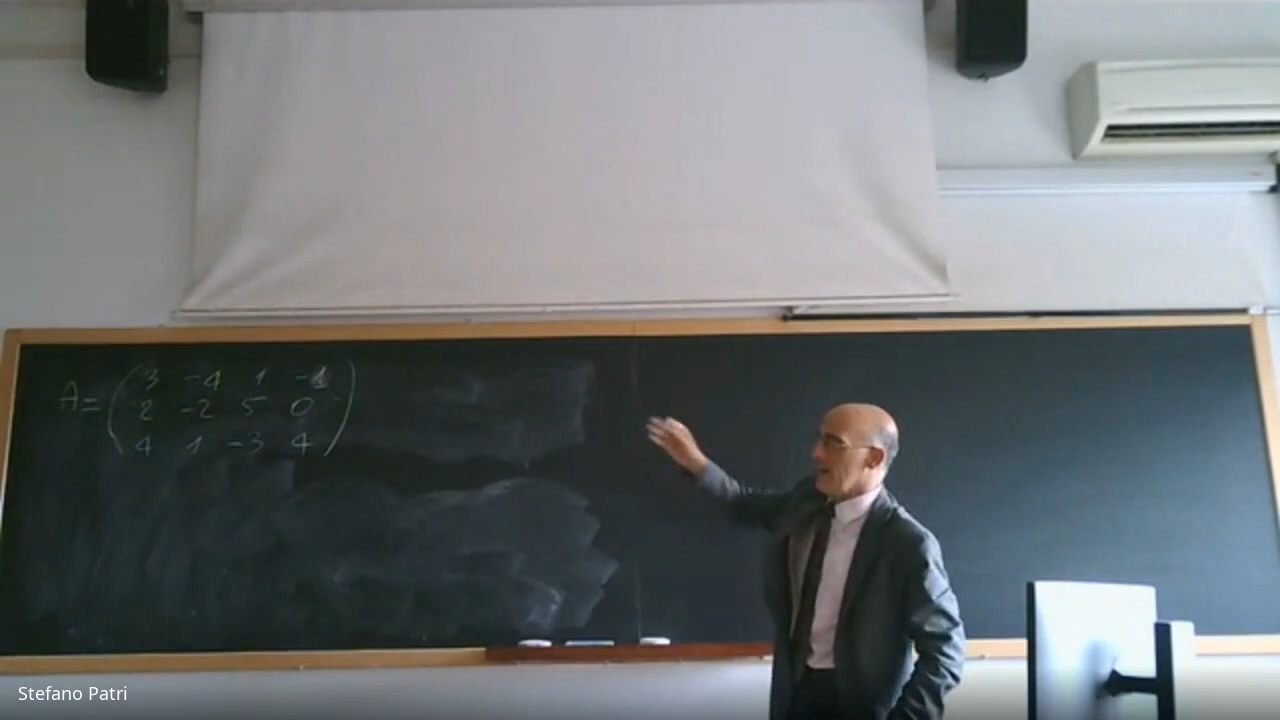 A = ( 3 -4 1 -1
2 -2 5 0
4 1 -3 4 )
Stefano Patri